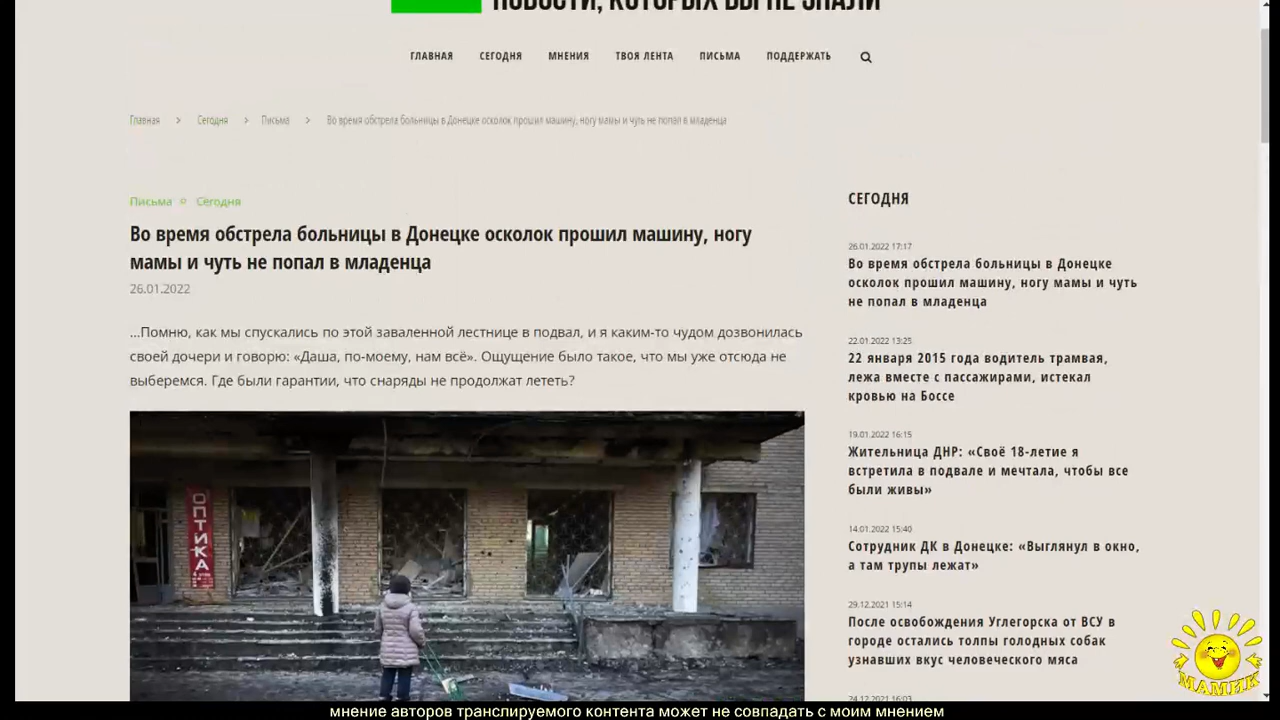 НОВОСТИ, КОТОРЫХ ВЫ НЕ ЗНАЛИ
ГЛАВНАЯ СЕГОДНЯ МНЕНИЯ ТВОЯ ЛЕНТА ПИСЬМА ПОДДЕРЖАТЬ
Главная > Сегодня > Письма > Во время обстрела больницы в Донецке осколок прошил машину, ногу мамы и чуть не попал в младенца
Письма Сегодня
Во время обстрела больницы в Донецке осколок прошил машину, ногу
мамы и чуть не попал в младенца
26.01.2022
...Помню, как мы спускались по этой заваленной лестнице в подвал, и я каким-то чудом дозвонилась
своей дочери и говорю: «Даша, по-моему, нам всё». Ощущение было такое, что мы уже отсюда не
выберемся. Где были гарантии, что снаряды не продолжат лететь?
ОПТИКА
СЕГОДНЯ
26.01.2022 17:17
Во время обстрела больницы в Донецке
осколок прошил машину, ногу мамы и чуть
не попал в младенца
22.01.2022 13:25
22 января 2015 года водитель трамвая,
лежа вместе с пассажирами, истекал
кровью на Боссе
19.01.2022 16:15
Жительница ДНР: «Своё 18-летие я
встретила в подвале и мечтала, чтобы все
были живы»
14.01.2022 15:40
Сотрудник ДК в Донецке: «Выглянул в окно,
а там трупы лежат»
29.12.2021 15:14
После освобождения Углегорска от ВСУ в
городе остались толпы голодных собак
узнавших вкус человеческого мяса
24.12.2021 16:03
МАМИК
мнение авторов транслируемого контента может не совпадать с моим мнением